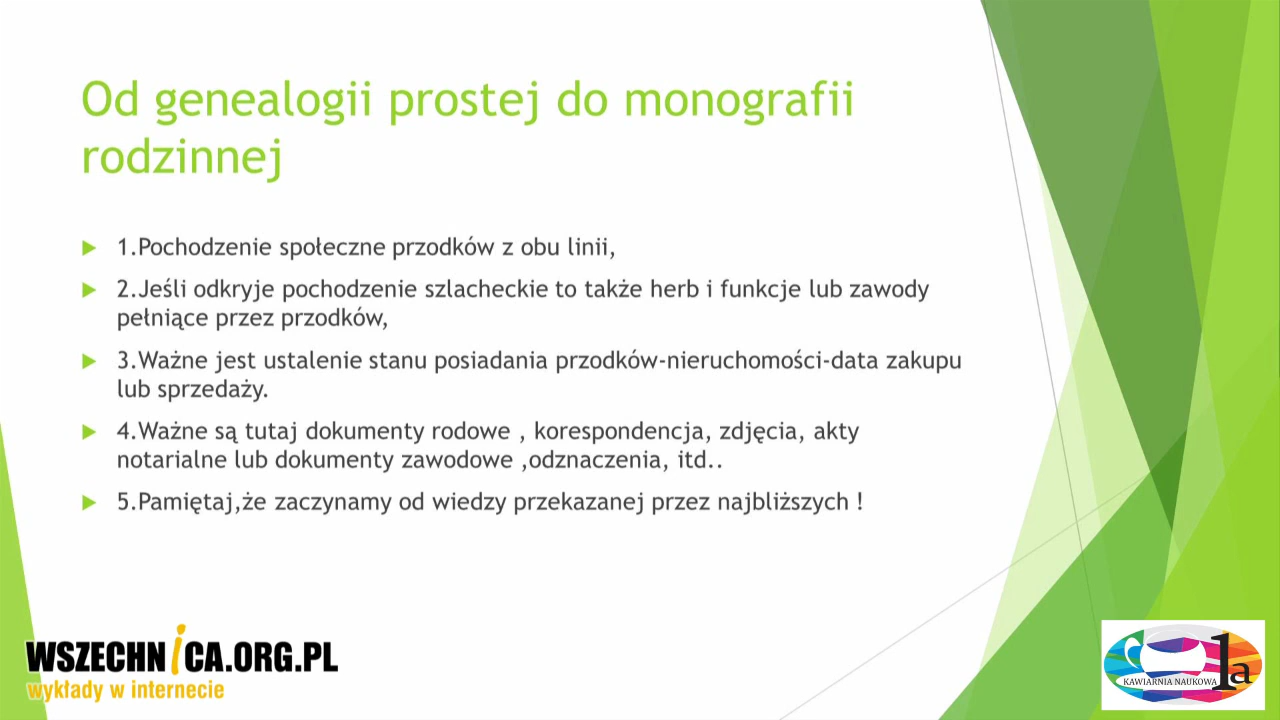 Od genealogii prostej do monografii
rodzinnej
1.Pochodzenie społeczne przodków z obu linii,
2.Jeśli odkryje pochodzenie szlacheckie to także herb i funkcje lub zawody
pełniące przez przodków,
3.Ważne jest ustalenie stanu posiadania przodków-nieruchomości-data zakupu
lub sprzedaży.
4.Ważne są tutaj dokumenty rodowe , korespondencja, zdjęcia, akty
notarialne lub dokumenty zawodowe ,odznaczenia, itd..
5.Pamiętaj,że zaczynamy od wiedzy przekazanej przez najbliższych !
WSZECHNiCA.ORG.PL
wykłady w internecie
KAWIARNIA NAUKOWA 1a